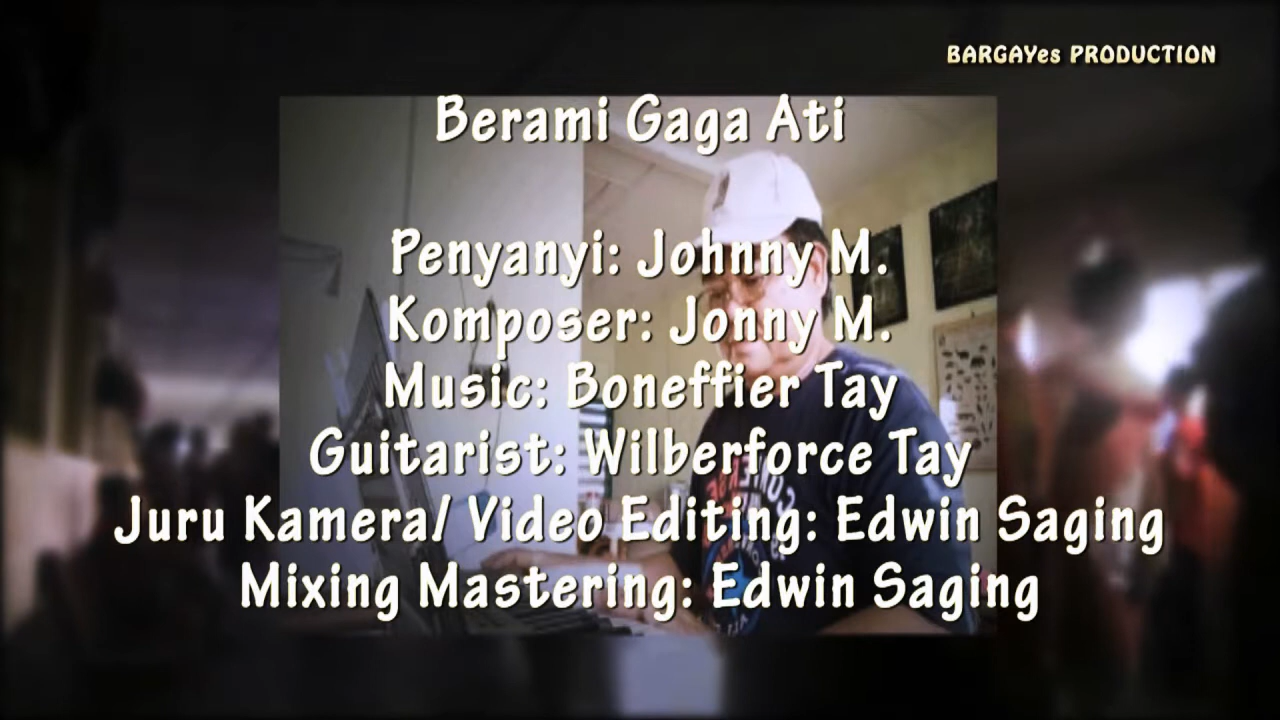 BARGAYes PRODUCTION
Berami Gaga Ati
Penyanyi: Johnny M.
Komposer: Jonny M.
Music: Boneffier Tay
Guitarist: Wilberforce Tay
Juru Kamera/ Video Editing: Edwin Saging
Mixing Mastering: Edwin Saging